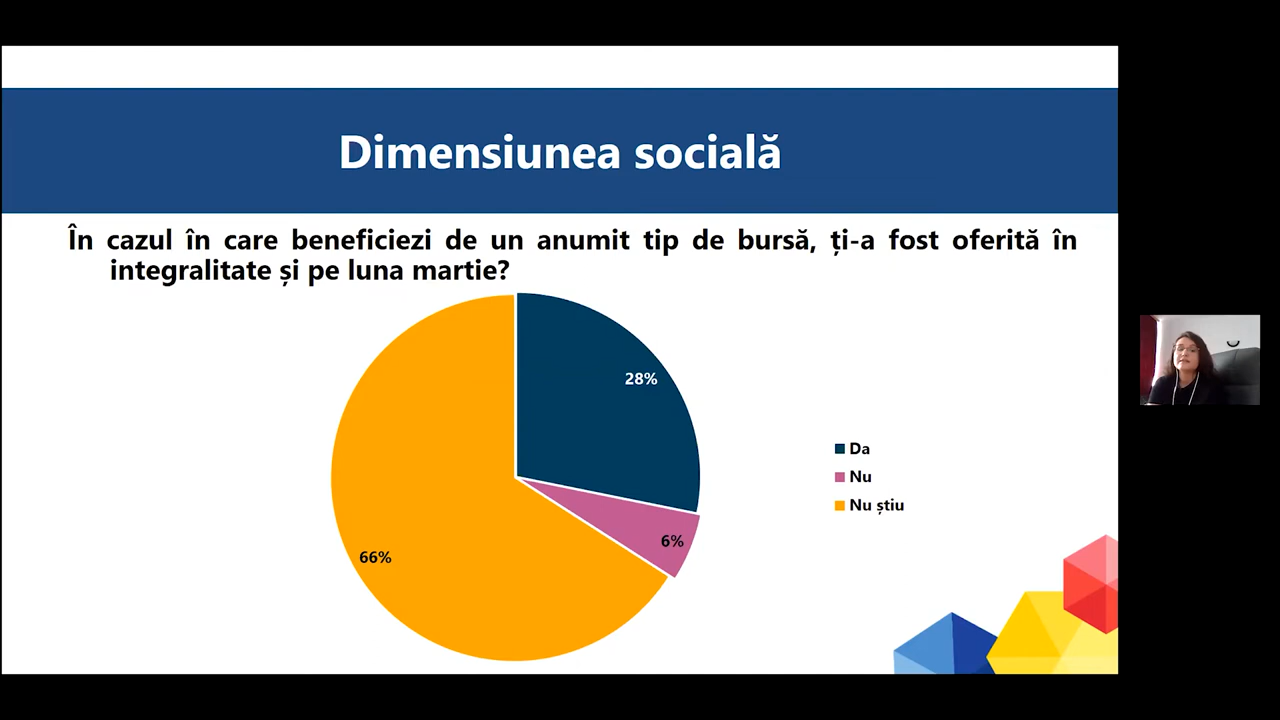 Dimensiunea socială
În cazul în care beneficiezi de un anumit tip de bursă, ți-a fost oferită în
integralitate și pe luna martie?
28%
6%
66%
Da
Nu
Nu știu